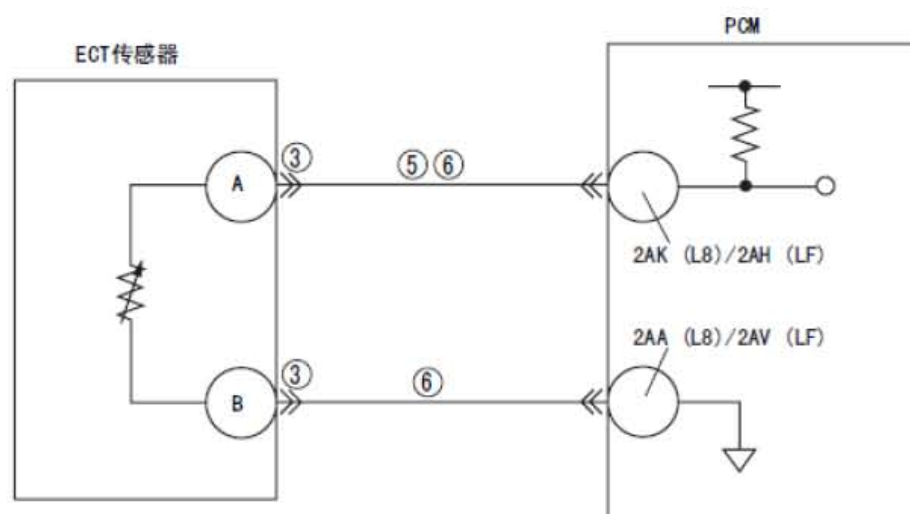 PCM
ECT传感器
A
③
⑤⑥
2AK (L8)/2AH (LF)
2AA (L8)/2AV (LF)
B
③
⑥